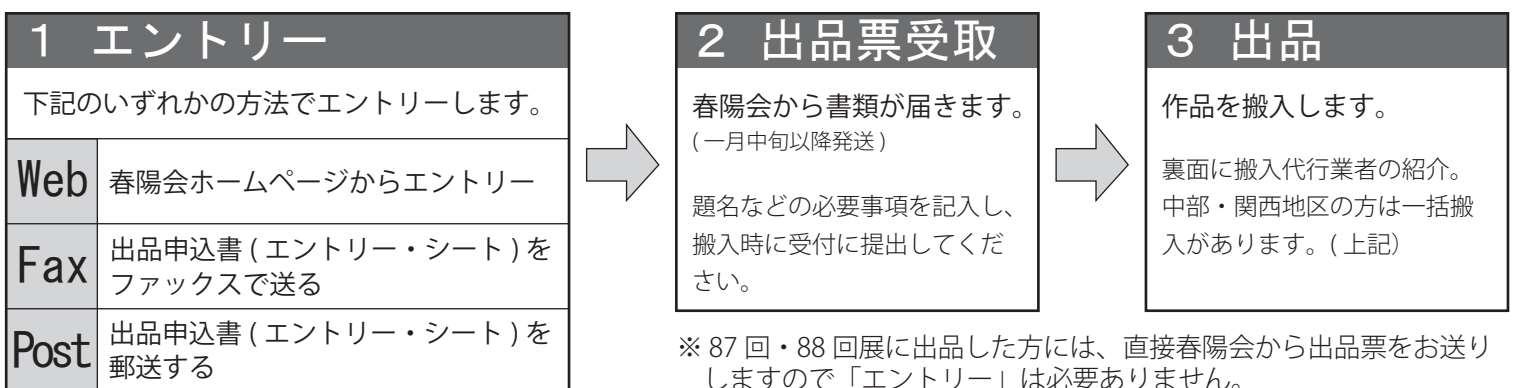 1 エントリー
下記のいずれかの方法でエントリーします。
Web 春陽会ホームページからエントリー
Fax 出品申込書 ( エントリー・シート ) を
ファックスで送る
Post 出品申込書 ( エントリー・シート ) を
郵送する
2 出品票受取
春陽会から書類が届きます。
( 一月中旬以降発送 )
題名などの必要事項を記入し、
搬入時に受付に提出してくだ
さい。
3 出品
作品を搬入します。
裏面に搬入代行業者の紹介。
中部・関西地区の方は一括搬
入があります。( 上記）
※ 87 回・88 回展に出品した方には、直接春陽会から出品票をお送り
しますので「エントリー」は必要ありません。